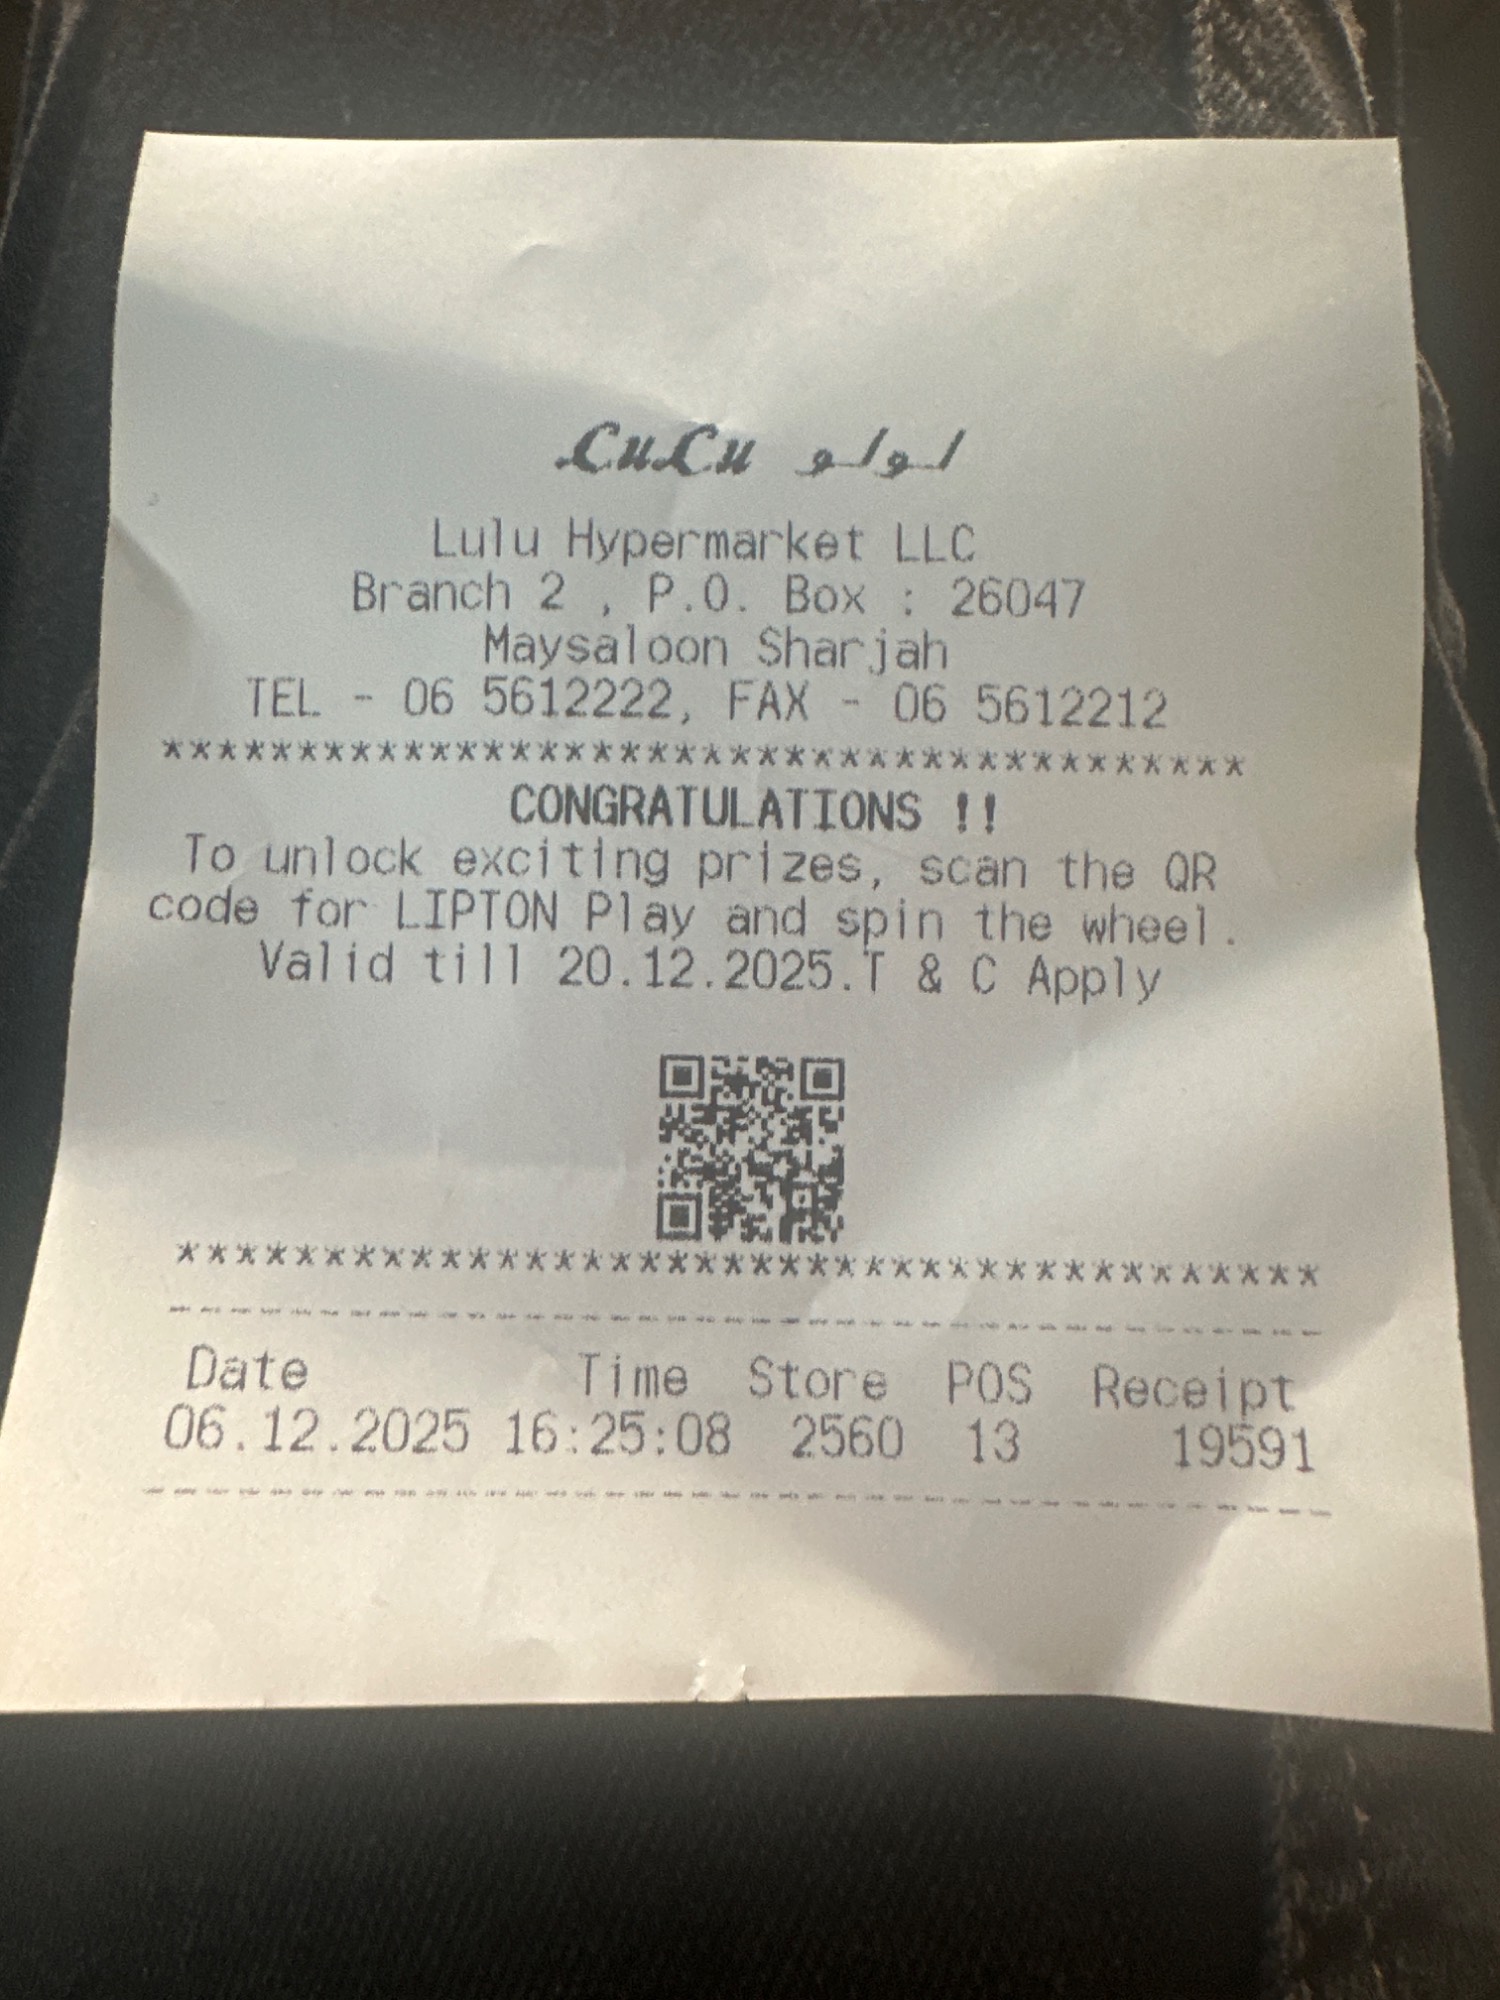 LuLu لولو
Lulu Hypermarket LLC
Branch 2 , P.O. Box : 26047
Maysaloon Sharjah
TEL - 06 5612222, FAX - 06 5612212
****************************************
CONGRATULATIONS !!
To unlock exciting prizes, scan the QR
code for LIPTON Play and spin the wheel.
Valid till 20.12.2025.T & C Apply
****************************************
----------------------------------------
Date Time Store POS Receipt
06.12.2025 16:25:08 2560 13 19591
----------------------------------------